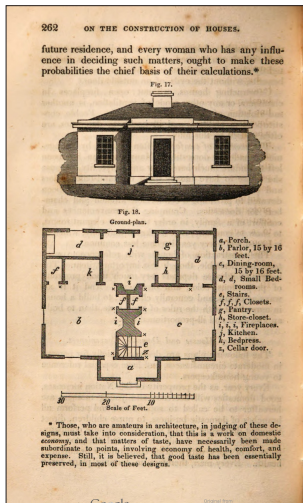 262 ON THE CONSTRUCTION OF HOUSES.
future residence, and every woman who has any influ-
ence in deciding such matters, ought to make these
probabilities the chief basis of their calculations.*
Fig. 17.
Fig. 18.
Ground-plan.
d
j
g
d
f
k
h
i
f
f
b
i
c
e
z
a
a, Porch.
b, Parlor, 15 by 16
feet.
c, Dining-room,
15 by 16 feet.
d, d, Small Bed-
rooms.
e, Stairs.
f, f, f, Closets.
g, Pantry.
h, Store-closet.
i, i, i, Fireplaces.
j, Kitchen.
k, Bedpress.
z, Cellar door.
20 10
Scale of Feet.
* Those, who are amateurs in architecture, in judging of these de-
signs, must take into consideration, that this is a work on domestic
economy, and that matters of taste, have necessarily been made
subordinate to points, involving economy of health, comfort, and
expense. Still, it is believed, that good taste has been essentially
preserved, in most of these designs.